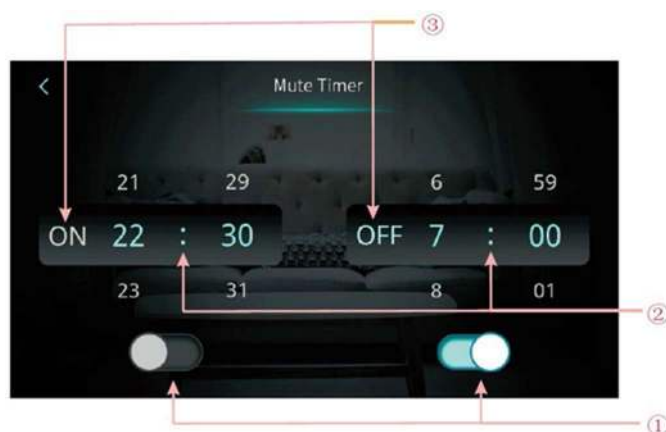 ③
< Mute Timer
21 29 6 59
ON 22 : 30 OFF 7 : 00
23 31 8 01
②
①